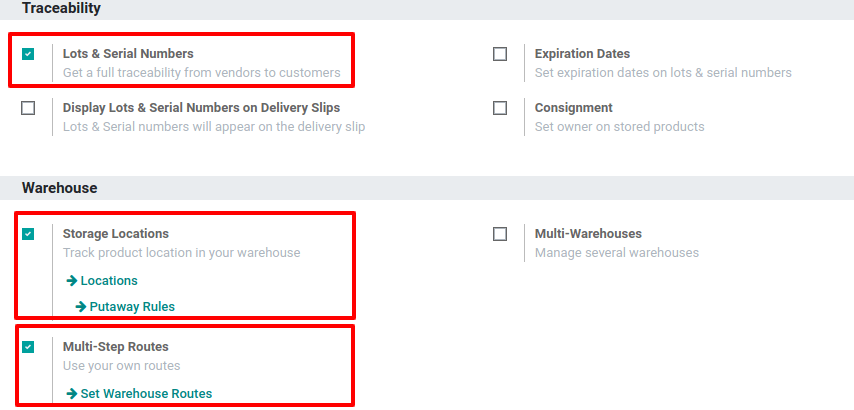 Traceability
Lots & Serial Numbers
Get a full traceability from vendors to customers
Expiration Dates
Set expiration dates on lots & serial numbers
Display Lots & Serial Numbers on Delivery Slips
Lots & Serial numbers will appear on the delivery slip
Consignment
Set owner on stored products
Warehouse
Storage Locations
Track product location in your warehouse
Locations
Putaway Rules
Multi-Warehouses
Manage several warehouses
Multi-Step Routes
Use your own routes
Set Warehouse Routes